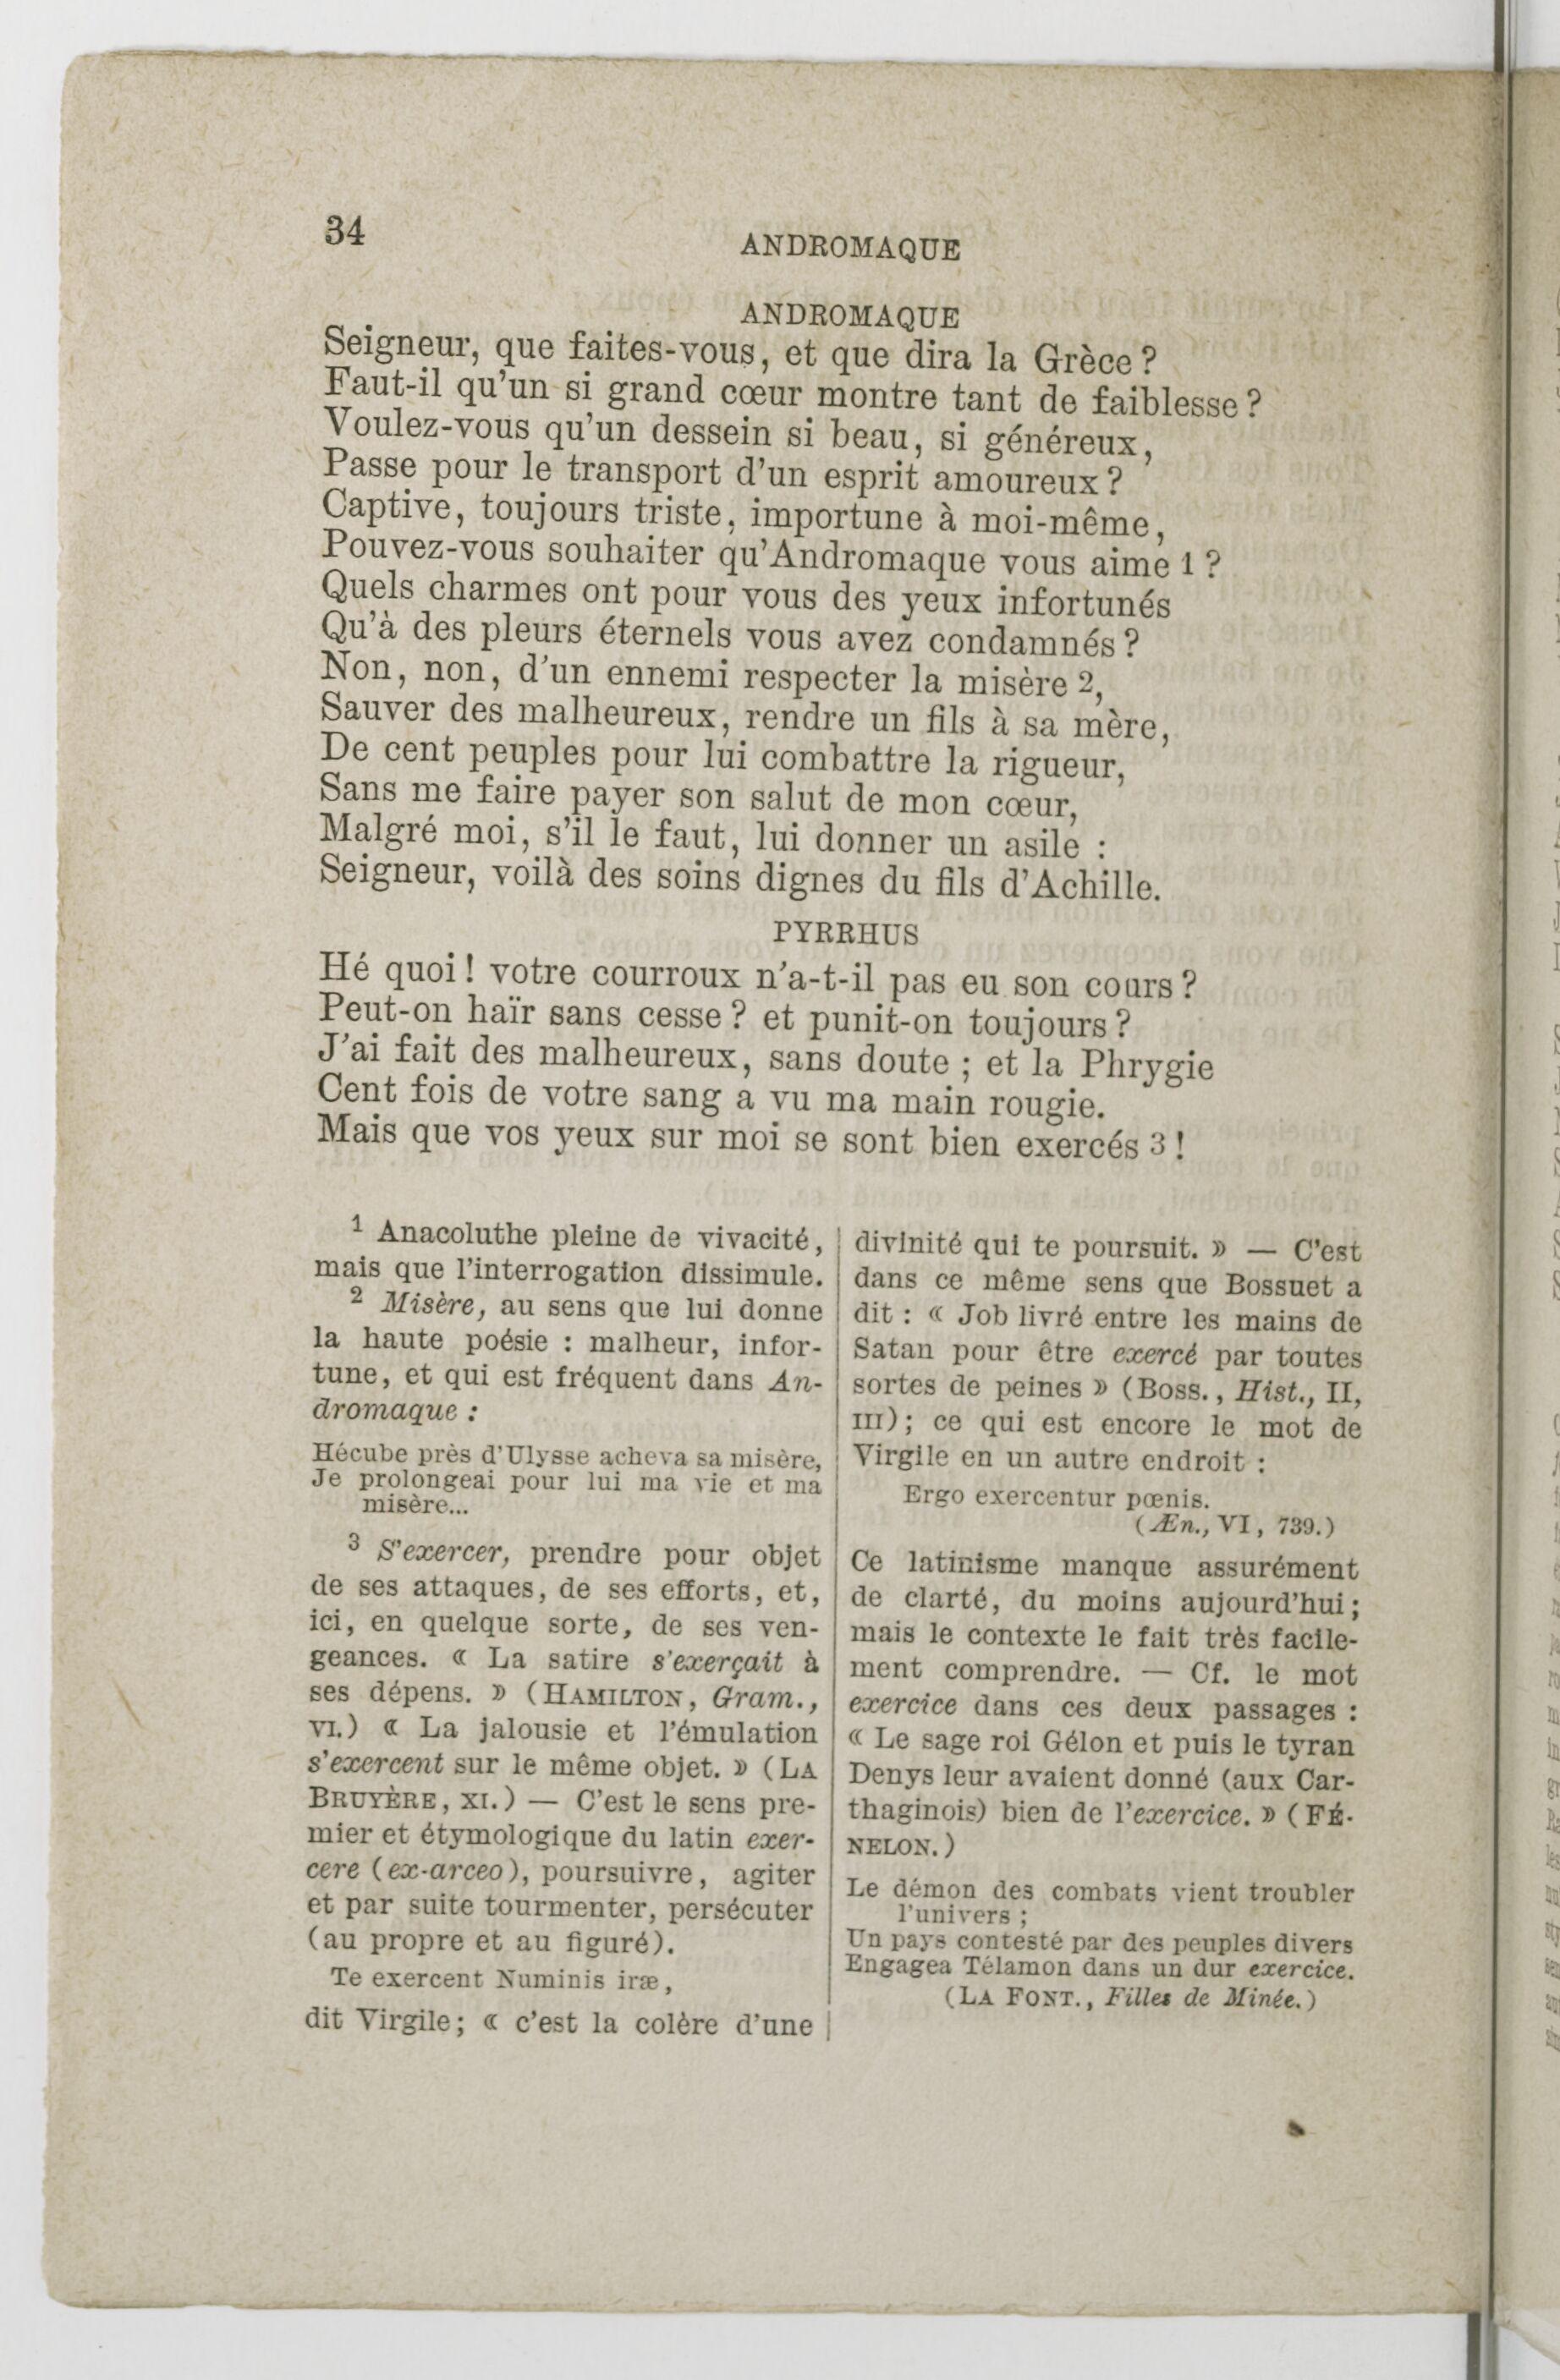 34
ANDROMAQUE
ANDROMAQUE
Seigneur, que faites-vous, et que dira la Grèce ?
Faut-il qu'un si grand cœur montre tant de faiblesse ?
Voulez-vous qu'un dessein si beau, si généreux,
Passe pour le transport d'un esprit amoureux ?
Captive, toujours triste, importune à moi-même,
Pouvez-vous souhaiter qu'Andromaque vous aime 1 ?
Quels charmes ont pour vous des yeux infortunés
Qu'à des pleurs éternels vous avez condamnés ?
Non, non, d'un ennemi respecter la misère 2,
Sauver des malheureux, rendre un fils à sa mère,
De cent peuples pour lui combattre la rigueur,
Sans me faire payer son salut de mon cœur,
Malgré moi, s'il le faut, lui donner un asile :
Seigneur, voilà des soins dignes du fils d'Achille.
PYRRHUS
Hé quoi ! votre courroux n'a-t-il pas eu son cours ?
Peut-on haïr sans cesse ? et punit-on toujours ?
J'ai fait des malheureux, sans doute ; et la Phrygie
Cent fois de votre sang a vu ma main rougie.
Mais que vos yeux sur moi se sont bien exercés 3 !
1 Anacoluthe pleine de vivacité,
mais que l'interrogation dissimule.
2 Misère, au sens que lui donne
la haute poésie : malheur, infor-
tune, et qui est fréquent dans An-
dromaque :
Hécube près d'Ulysse acheva sa misère,
Je prolongeai pour lui ma vie et ma
misère...
3 S'exercer, prendre pour objet
de ses attaques, de ses efforts, et,
ici, en quelque sorte, de ses ven-
geances. « La satire s'exerçait à
ses dépens. » (HAMILTON, Gram.,
VI.) « La jalousie et l'émulation
s'exercent sur le même objet. » (LA
BRUYÈRE, XI.) — C'est le sens pre-
mier et étymologique du latin exer-
cere (ex-arceo), poursuivre, agiter
et par suite tourmenter, persécuter
(au propre et au figuré).
Te exercent Numinis iræ,
dit Virgile; « c'est la colère d'une
divinité qui te poursuit. » — C'est
dans ce même sens que Bossuet a
dit : « Job livré entre les mains de
Satan pour être exercé par toutes
sortes de peines » (Boss., Hist., II,
III); ce qui est encore le mot de
Virgile en un autre endroit :
Ergo exercentur pœnis.
(Æn., VI, 739.)
Ce latinisme manque assurément
de clarté, du moins aujourd'hui;
mais le contexte le fait très facile-
ment comprendre. — Cf. le mot
exercice dans ces deux passages :
« Le sage roi Gélon et puis le tyran
Denys leur avaient donné (aux Car-
thaginois) bien de l'exercice. » (FÉ-
NELON.)
Le démon des combats vient troubler
l'univers ;
Un pays contesté par des peuples divers
Engagea Télamon dans un dur exercice.
(LA FONT., Filles de Minée.)